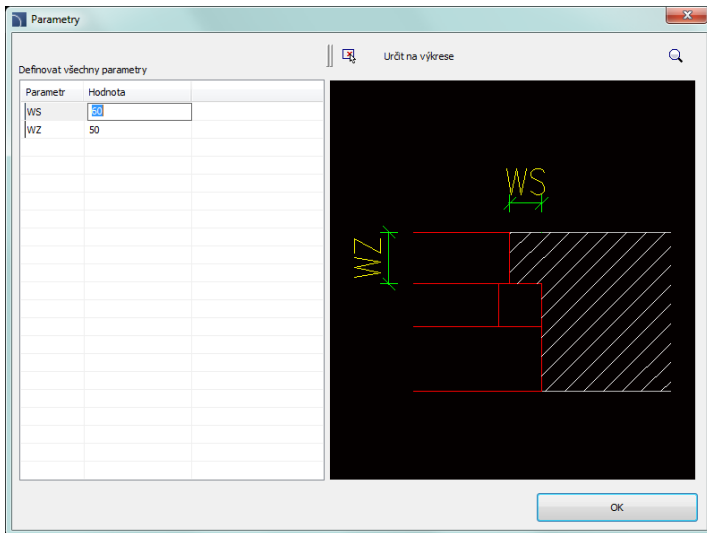 Parametry
Určit na výkrese
Definovat všechny parametry
Parametr Hodnota
WS 50
WZ 50
WS
WZ
OK